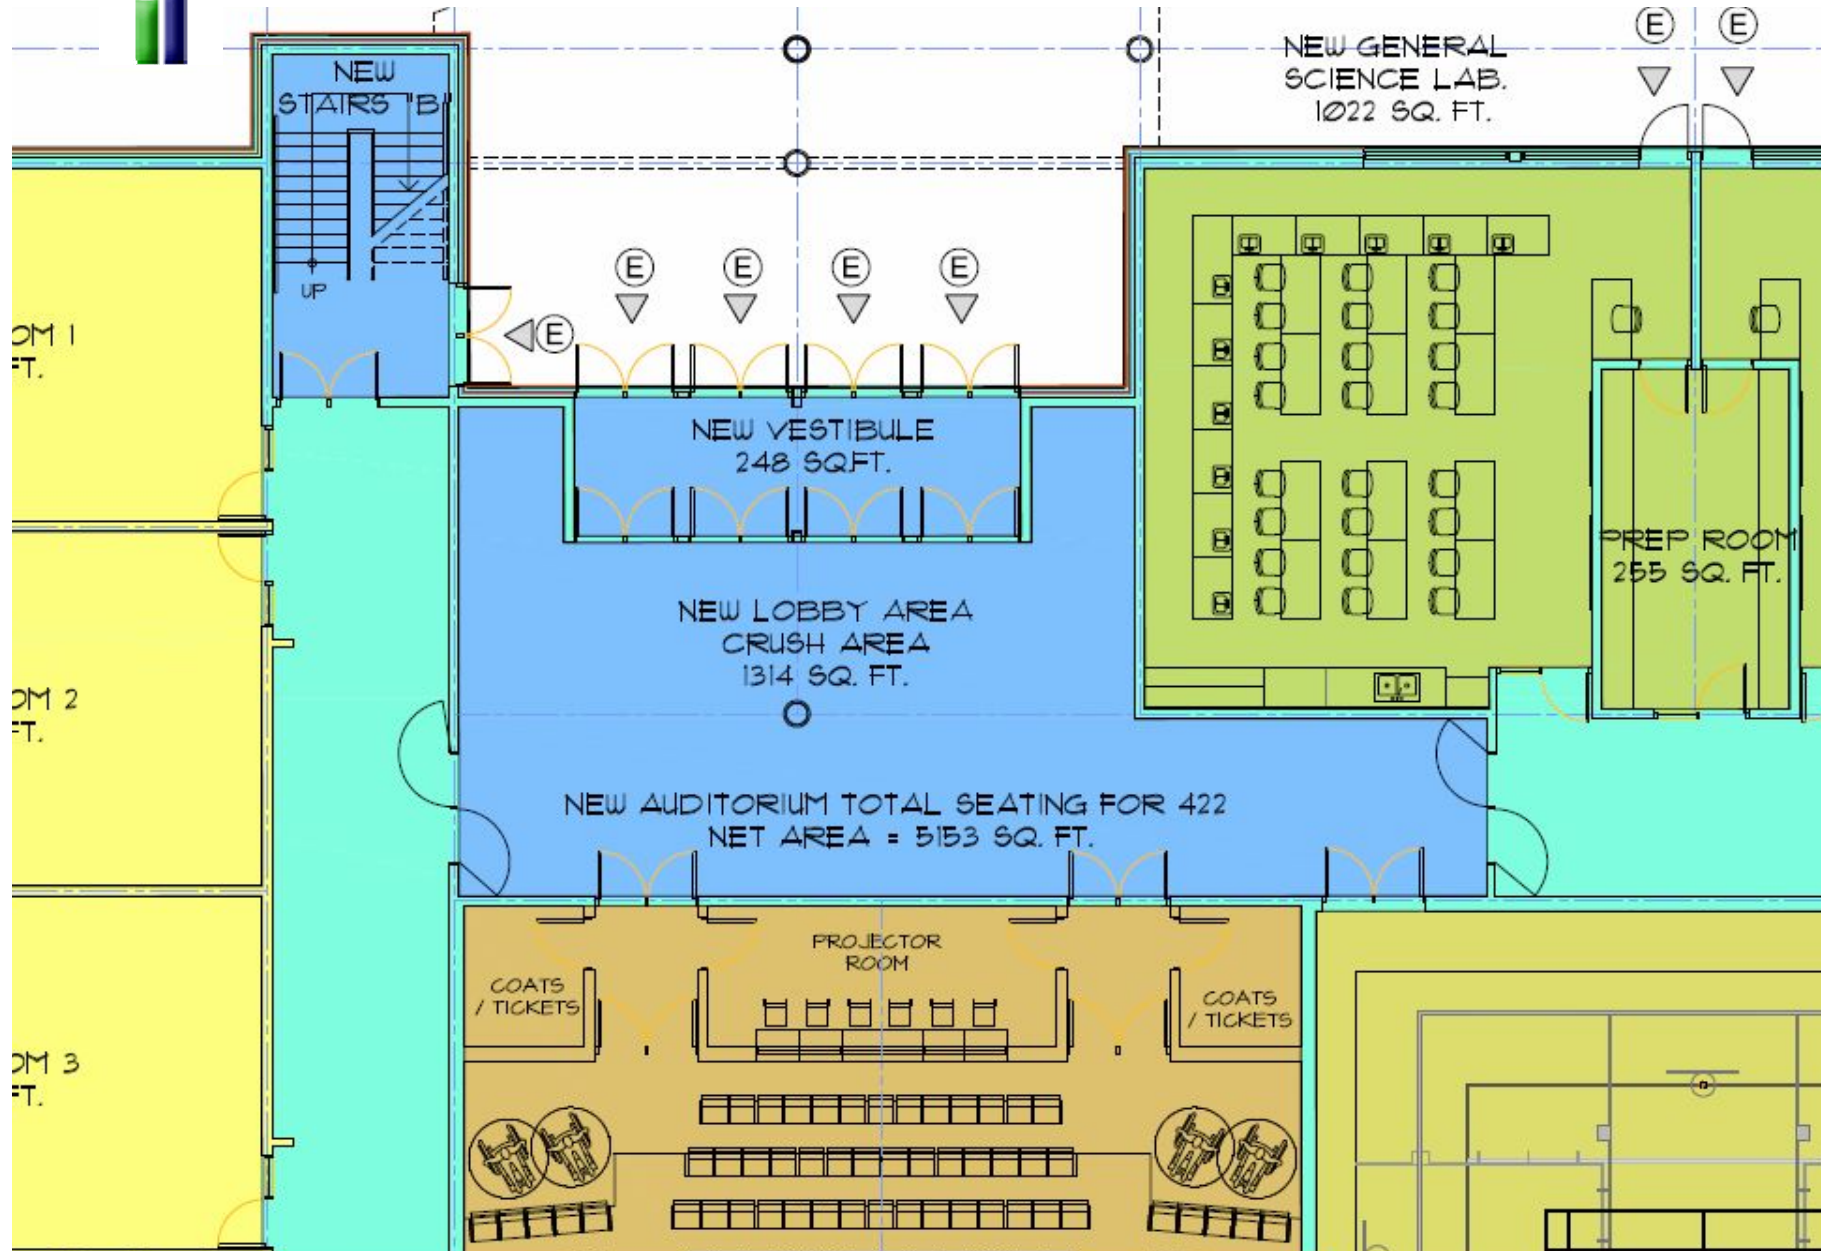 NEW
STAIRS 'B'
UP
E
E
E
E
E
E
E
NEW GENERAL
SCIENCE LAB.
1022 SQ. FT.
OM 1
FT.
NEW VESTIBULE
248 SQ.FT.
PREP ROOM
255 SQ. FT.
NEW LOBBY AREA
CRUSH AREA
1314 SQ. FT.
OM 2
FT.
NEW AUDITORIUM TOTAL SEATING FOR 422
NET AREA = 5153 SQ. FT.
PROJECTOR
ROOM
COATS
/ TICKETS
COATS
/ TICKETS
OM 3
FT.